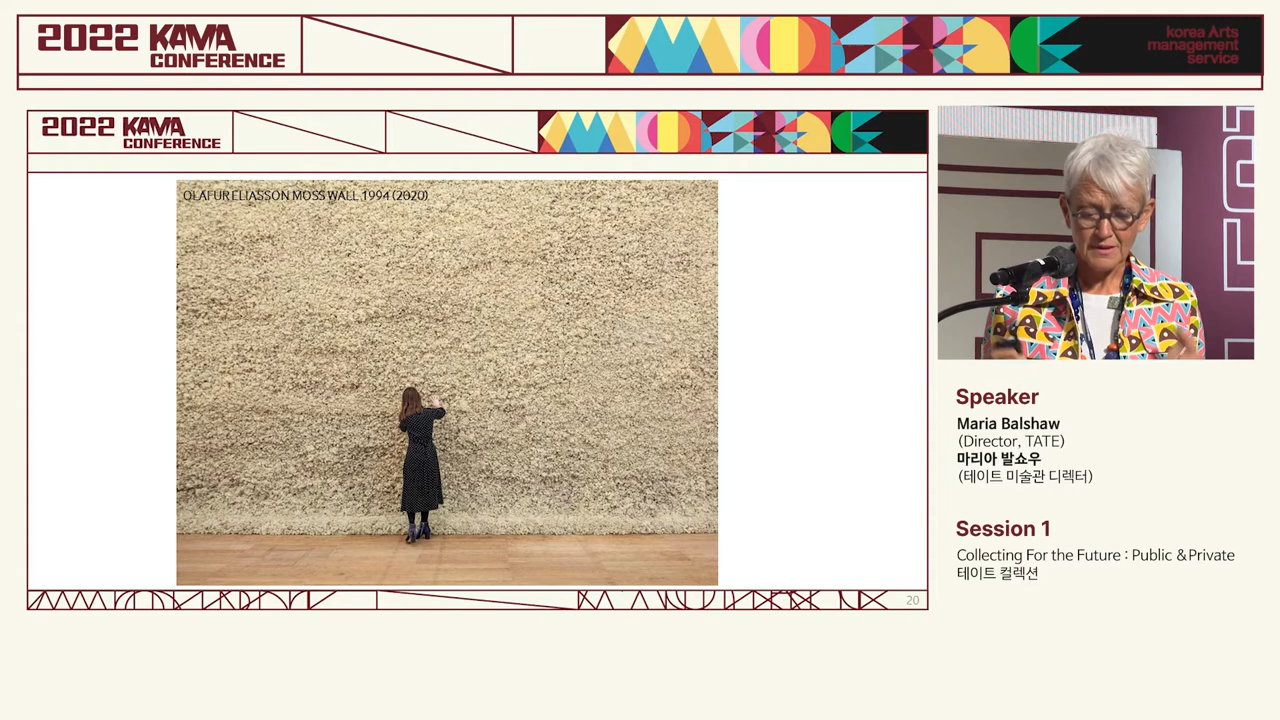 2022 KAMA
CONFERENCE
korea Arts
management
service
2022 KAMA
CONFERENCE
OLAFUR ELIASSON MOSS WALL 1994 (2020)
20
Speaker
Maria Balshaw
(Director, TATE)
마리아 발쇼우
(테이트 미술관 디렉터)
Session 1
Collecting For the Future : Public & Private
테이트 컬렉션